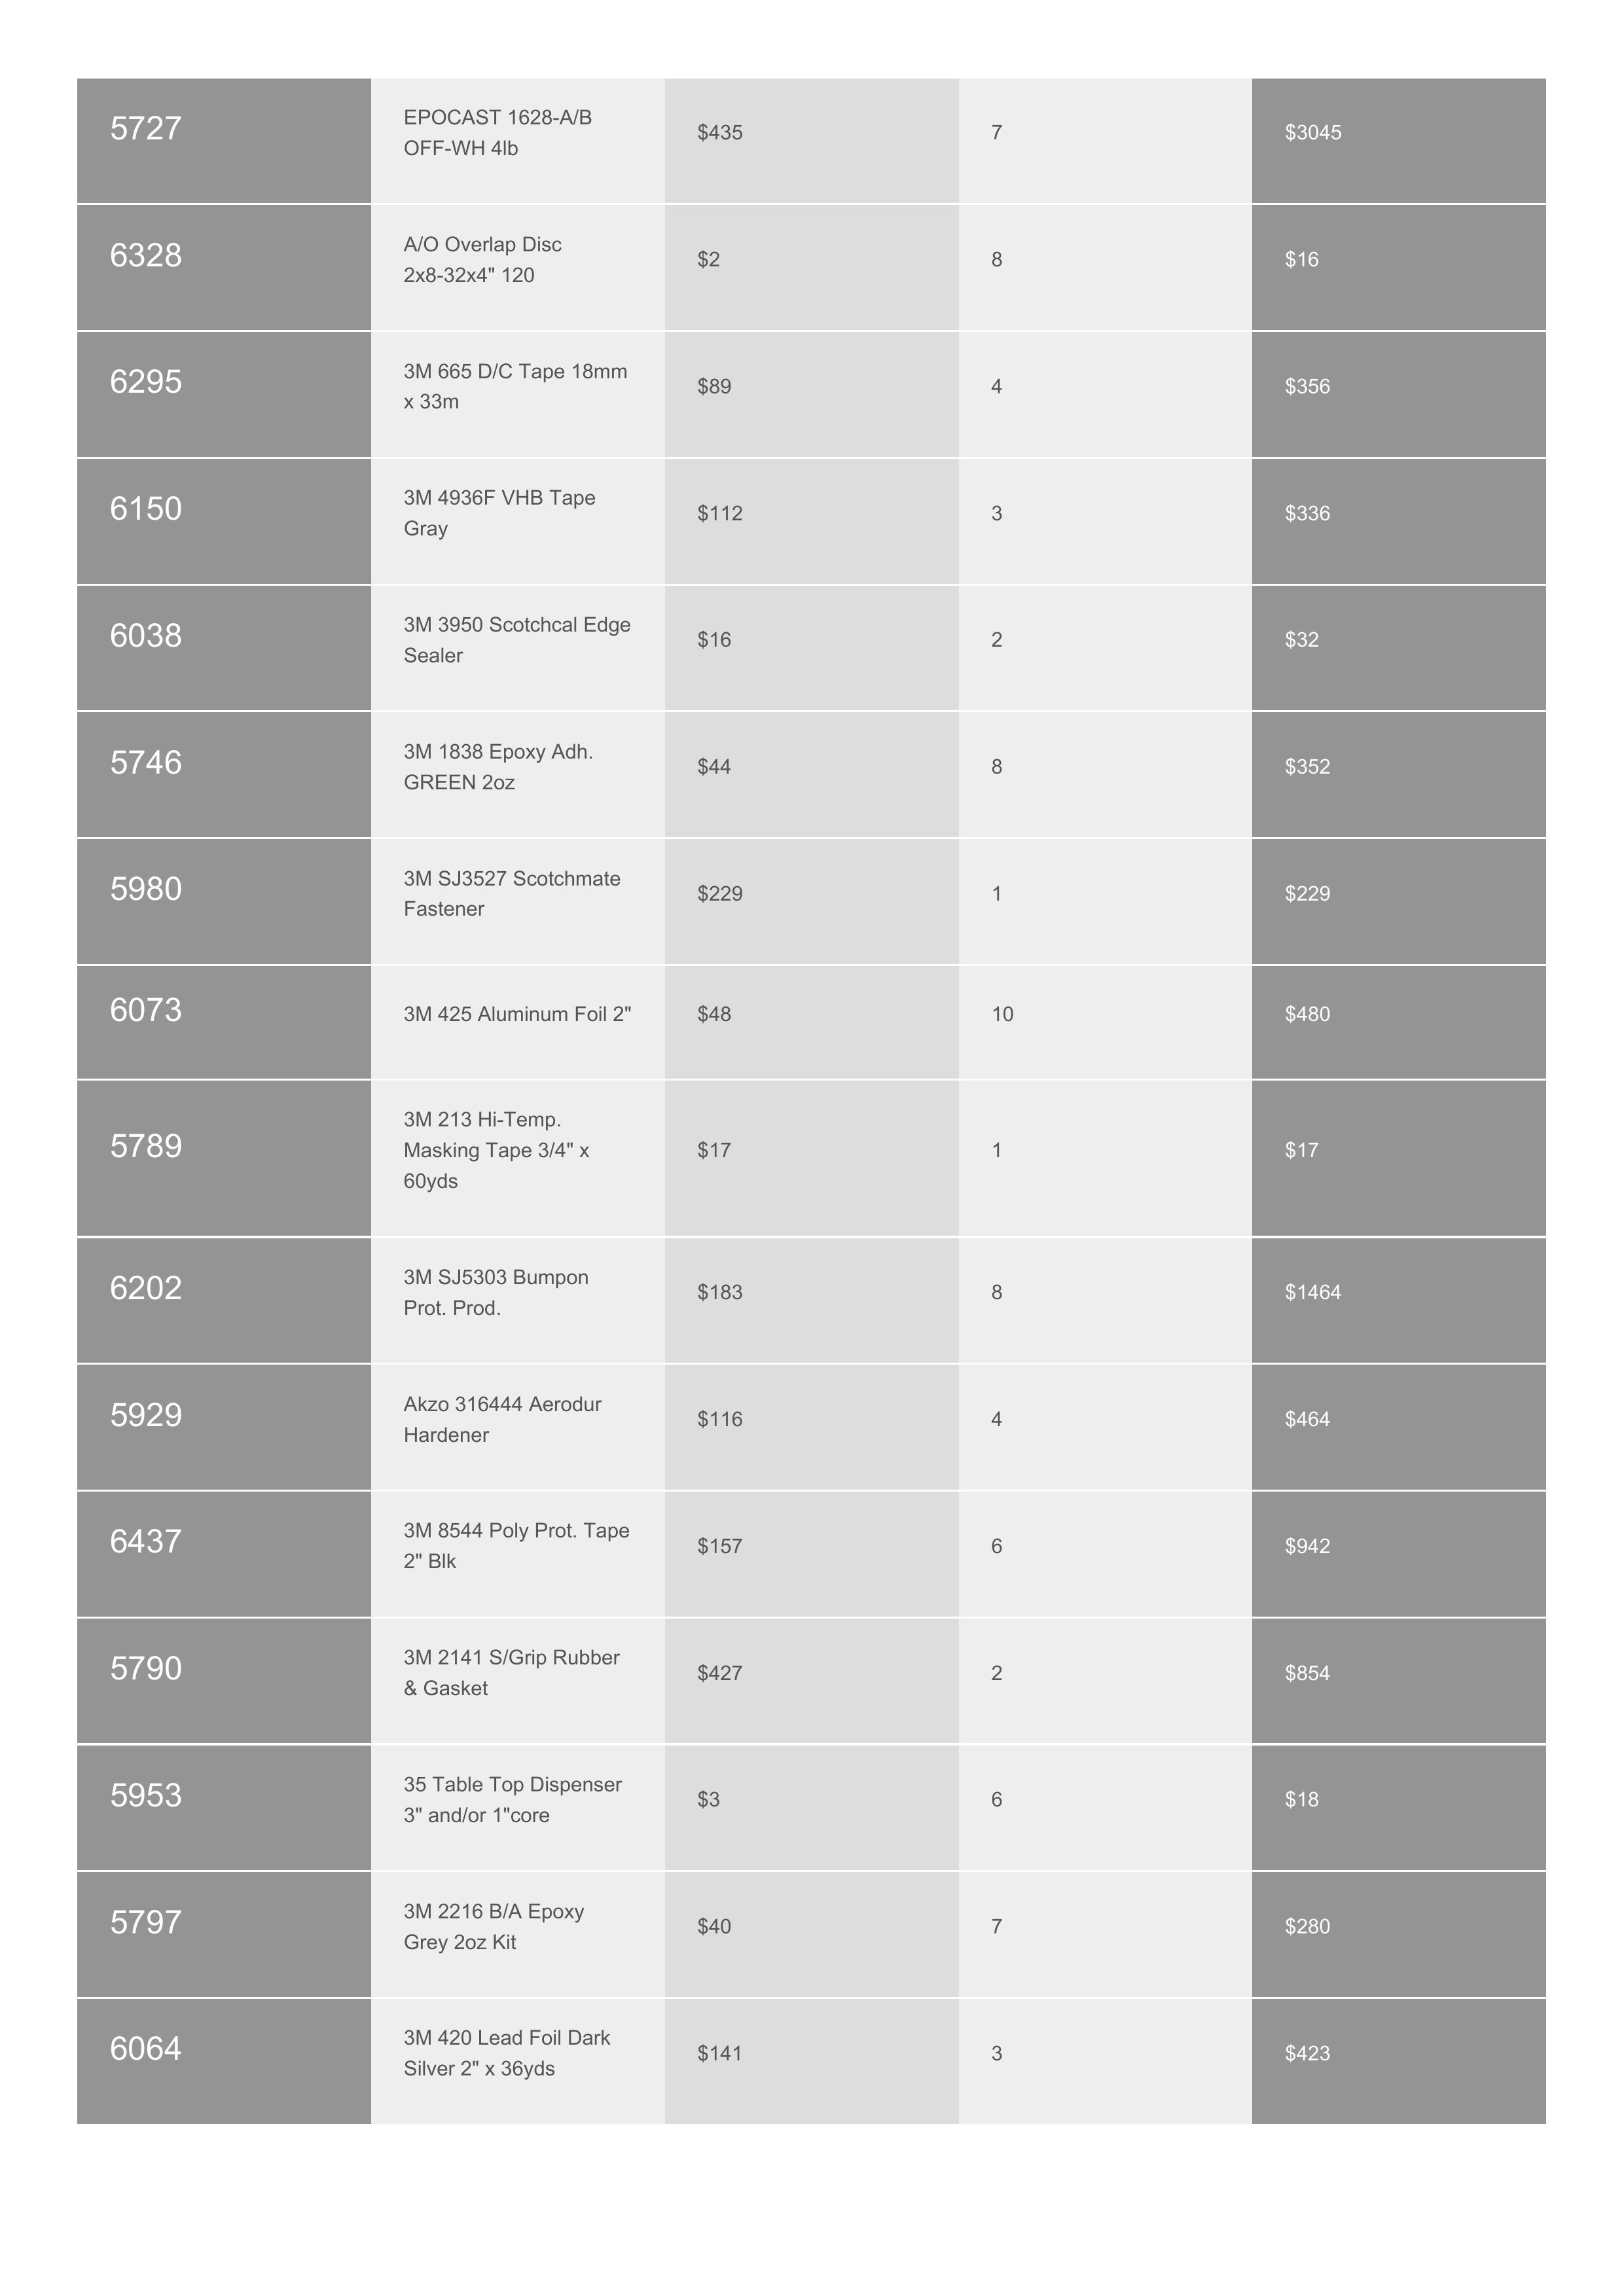 5727
EPOCAST 1628-A/B
OFF-WH 4lb
$435
7
$3045
6328
A/O Overlap Disc
2x8-32x4" 120
$2
8
$16
6295
3M 665 D/C Tape 18mm
x 33m
$89
4
$356
6150
3M 4936F VHB Tape
Gray
$112
3
$336
6038
3M 3950 Scotchcal Edge
Sealer
$16
2
$32
5746
3M 1838 Epoxy Adh.
GREEN 2oz
$44
8
$352
5980
3M SJ3527 Scotchmate
Fastener
$229
1
$229
6073
3M 425 Aluminum Foil 2"
$48
10
$480
5789
3M 213 Hi-Temp.
Masking Tape 3/4" x
60yds
$17
1
$17
6202
3M SJ5303 Bumpon
Prot. Prod.
$183
8
$1464
5929
Akzo 316444 Aerodur
Hardener
$116
4
$464
6437
3M 8544 Poly Prot. Tape
2" Blk
$157
6
$942
5790
3M 2141 S/Grip Rubber
& Gasket
$427
2
$854
5953
35 Table Top Dispenser
3" and/or 1"core
$3
6
$18
5797
3M 2216 B/A Epoxy
Grey 2oz Kit
$40
7
$280
6064
3M 420 Lead Foil Dark
Silver 2" x 36yds
$141
3
$423